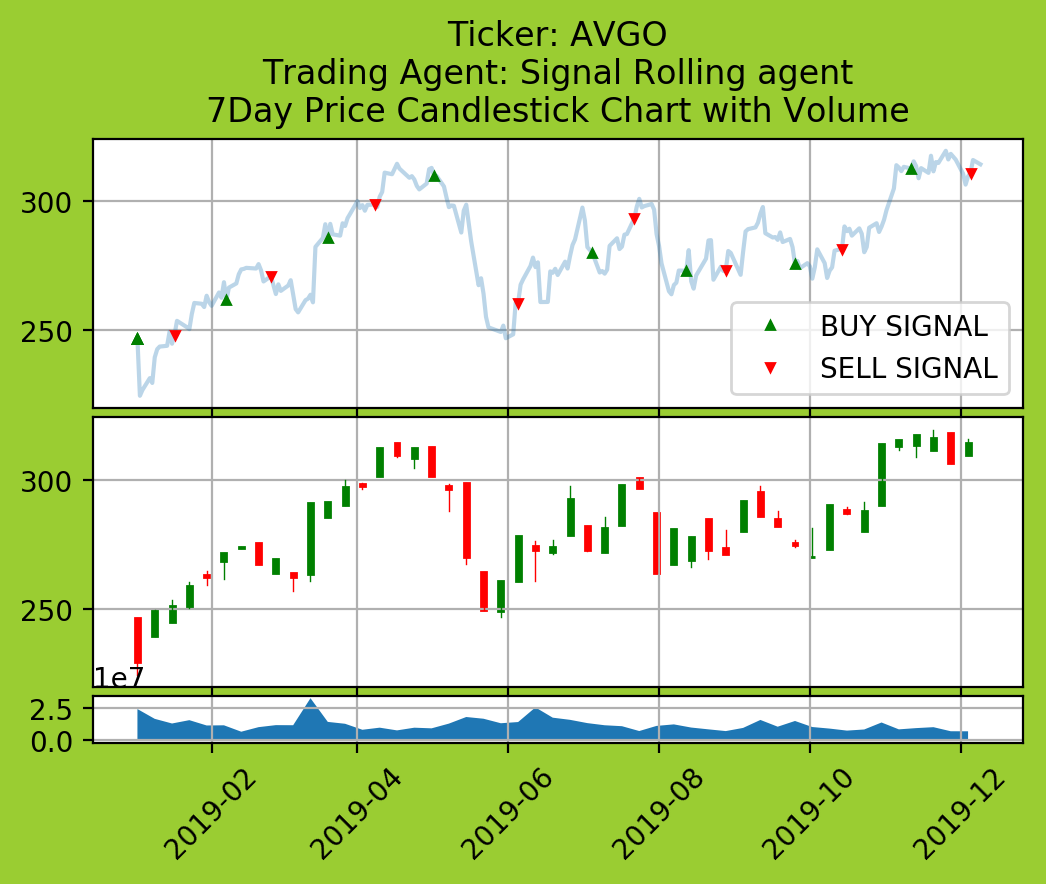 Ticker: AVGO
Trading Agent: Signal Rolling agent
7Day Price Candlestick Chart with Volume
300
250
BUY SIGNAL
SELL SIGNAL
300
250
1e7
2.5
0.0
2019-02
2019-04
2019-06
2019-08
2019-10
2019-12